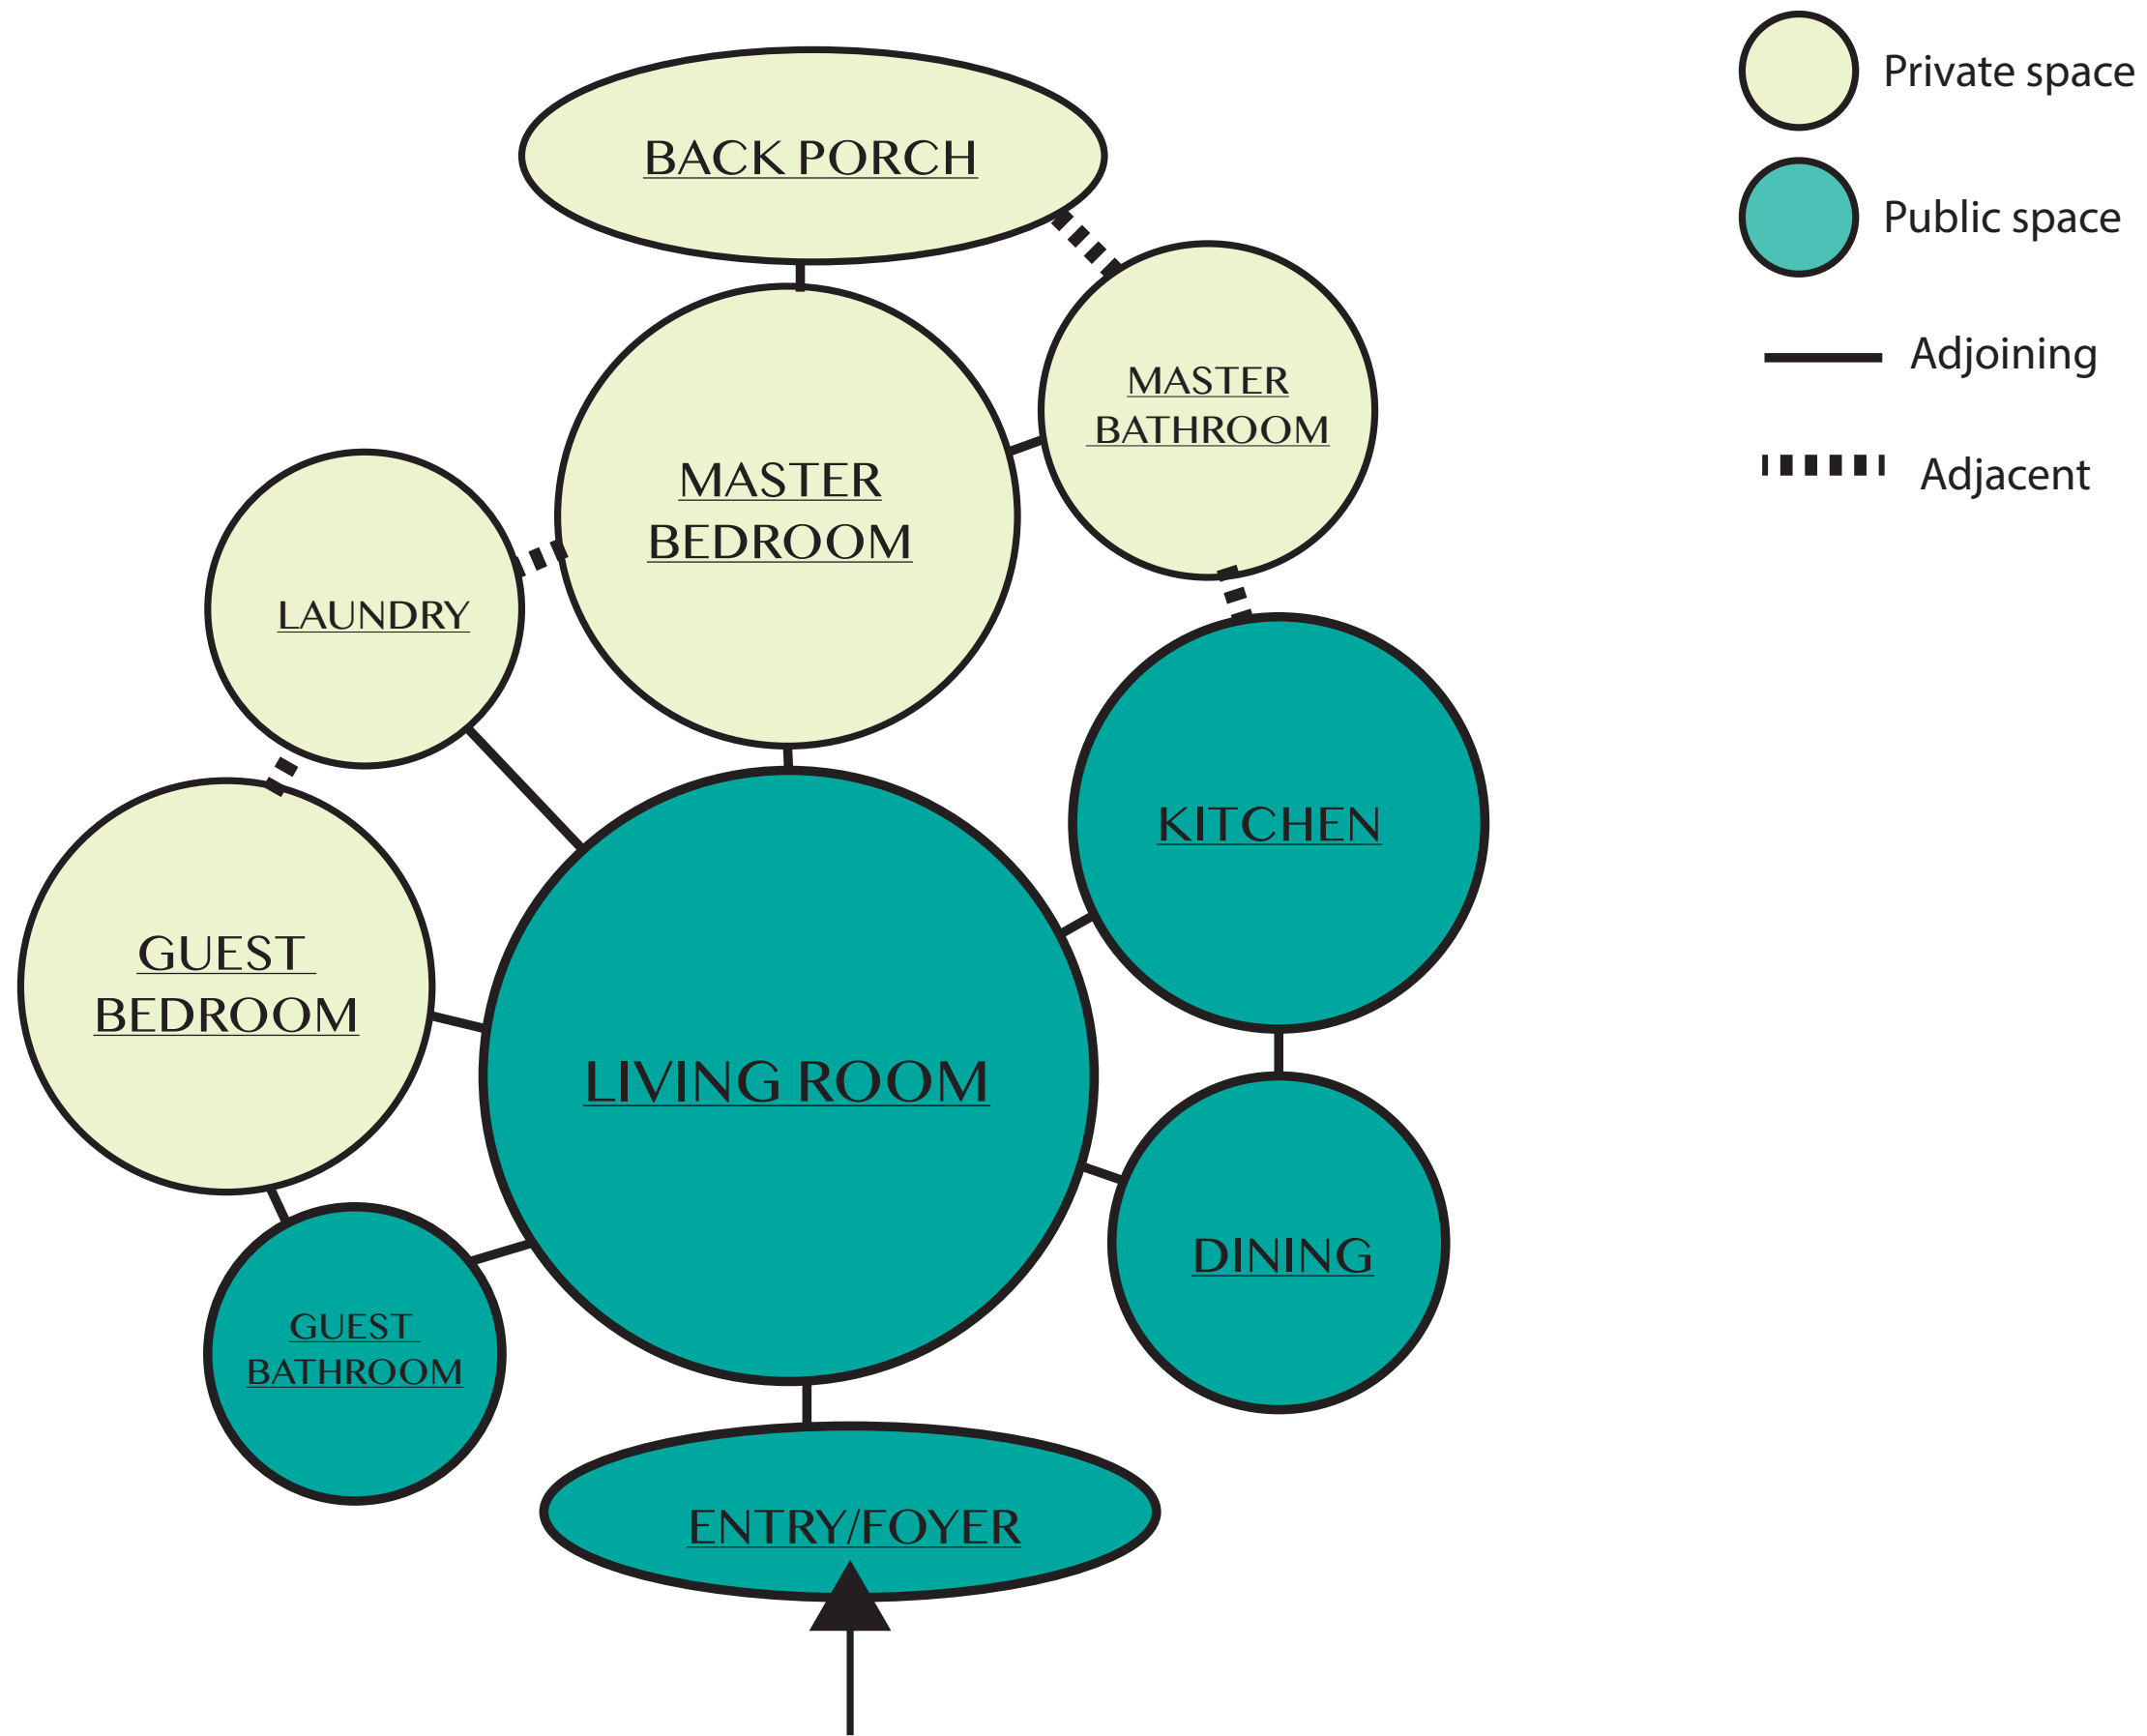 BACK PORCH
MASTER
BATHROOM
MASTER
BEDROOM
LAUNDRY
KITCHEN
GUEST
BEDROOM
LIVING ROOM
DINING
GUEST
BATHROOM
ENTRY/FOYER
Private space
Public space
Adjoining
Adjacent